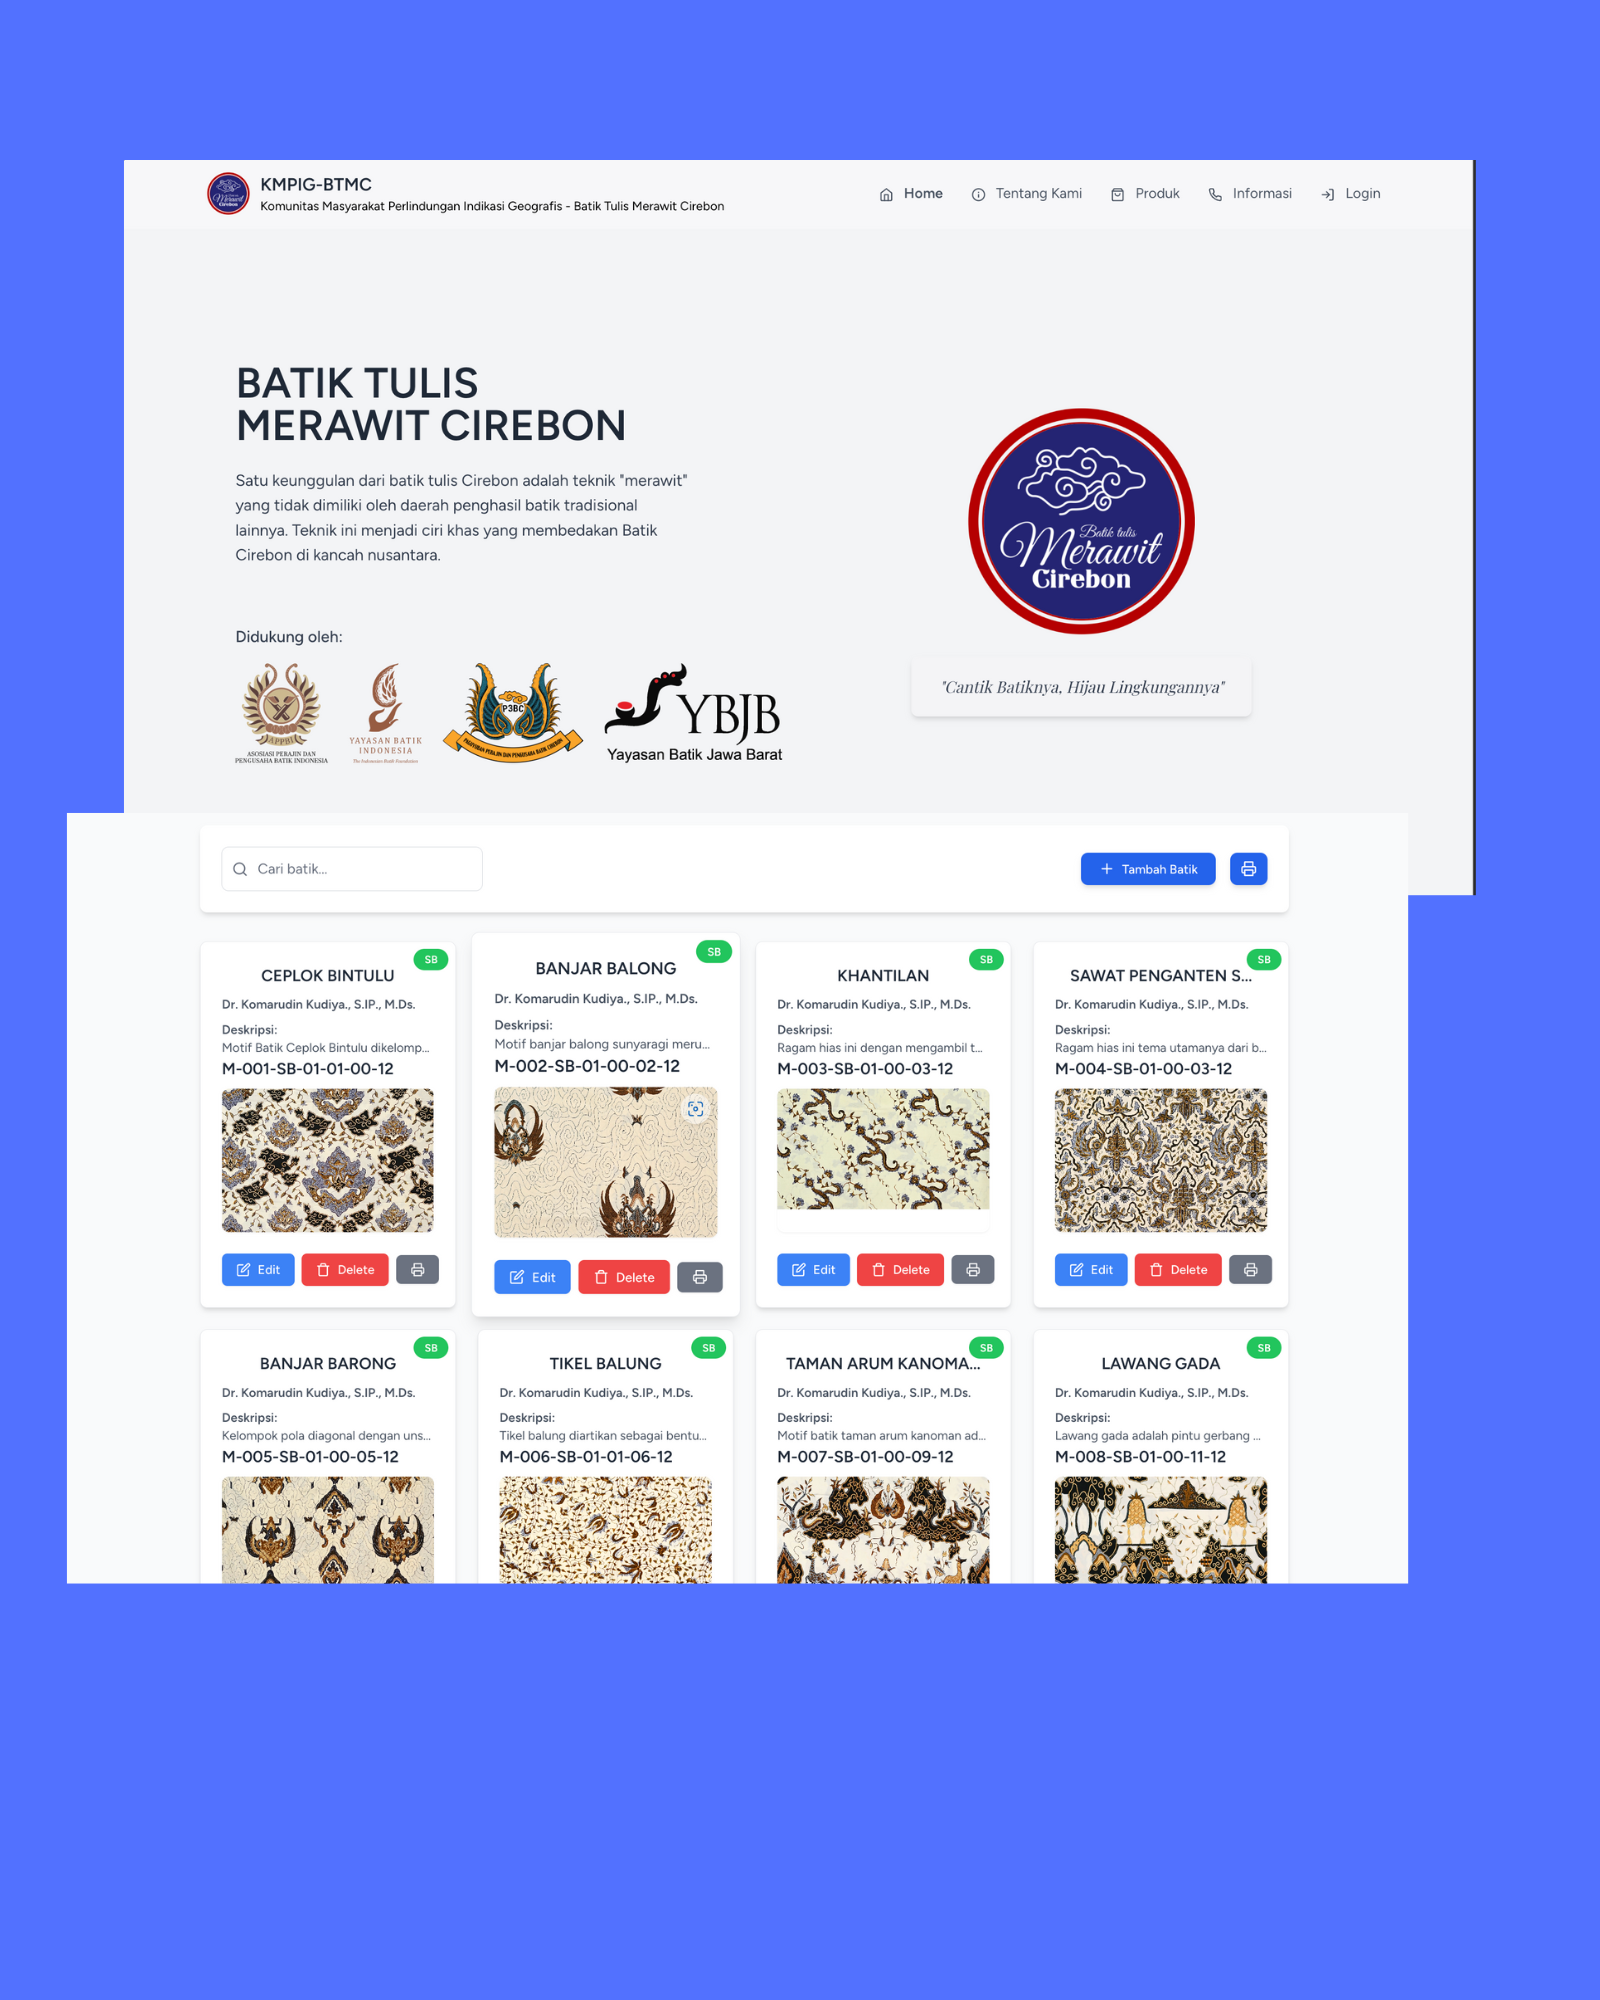 KMPIG-BTMC
Komunitas Masyarakat Perlindungan Indikasi Geografis - Batik Tulis Merawit Cirebon
Home
Tentang Kami
Produk
Informasi
Login
BATIK TULIS
MERAWIT CIREBON
Satu keunggulan dari batik tulis Cirebon adalah teknik "merawit"
yang tidak dimiliki oleh daerah penghasil batik tradisional
lainnya. Teknik ini menjadi ciri khas yang membedakan Batik
Cirebon di kancah nusantara.
Batik tulis
Merawit
Cirebon
"Cantik Batiknya, Hijau Lingkungannya"
Didukung oleh:
APPBI
ASOSIASI PERAJIN DAN
PENGUSAHA BATIK INDONESIA
YAYASAN BATIK
INDONESIA
The Indonesian Batik Foundation
P3BC
PAGUYUBAN PERAJIN DAN PENGUSAHA BATIK CIREBON
YBJB
Yayasan Batik Jawa Barat
Cari batik...
Tambah Batik
SB
CEPLOK BINTULU
Dr. Komarudin Kudiya., S.IP., M.Ds.
Deskripsi:
Motif Batik Ceplok Bintulu dikelomp...
M-001-SB-01-01-00-12
Edit
Delete
SB
BANJAR BALONG
Dr. Komarudin Kudiya., S.IP., M.Ds.
Deskripsi:
Motif banjar balong sunyaragi meru...
M-002-SB-01-00-02-12
Edit
Delete
SB
KHANTILAN
Dr. Komarudin Kudiya., S.IP., M.Ds.
Deskripsi:
Ragam hias ini dengan mengambil t...
M-003-SB-01-00-03-12
Edit
Delete
SB
SAWAT PENGANTEN S...
Dr. Komarudin Kudiya., S.IP., M.Ds.
Deskripsi:
Ragam hias ini tema utamanya dari b...
M-004-SB-01-00-03-12
Edit
Delete
SB
BANJAR BARONG
Dr. Komarudin Kudiya., S.IP., M.Ds.
Deskripsi:
Kelompok pola diagonal dengan uns...
M-005-SB-01-00-05-12
SB
TIKEL BALUNG
Dr. Komarudin Kudiya., S.IP., M.Ds.
Deskripsi:
Tikel balung diartikan sebagai bentu...
M-006-SB-01-01-06-12
SB
TAMAN ARUM KANOMA...
Dr. Komarudin Kudiya., S.IP., M.Ds.
Deskripsi:
Motif batik taman arum kanoman ad...
M-007-SB-01-00-09-12
SB
LAWANG GADA
Dr. Komarudin Kudiya., S.IP., M.Ds.
Deskripsi:
Lawang gada adalah pintu gerbang ...
M-008-SB-01-00-11-12